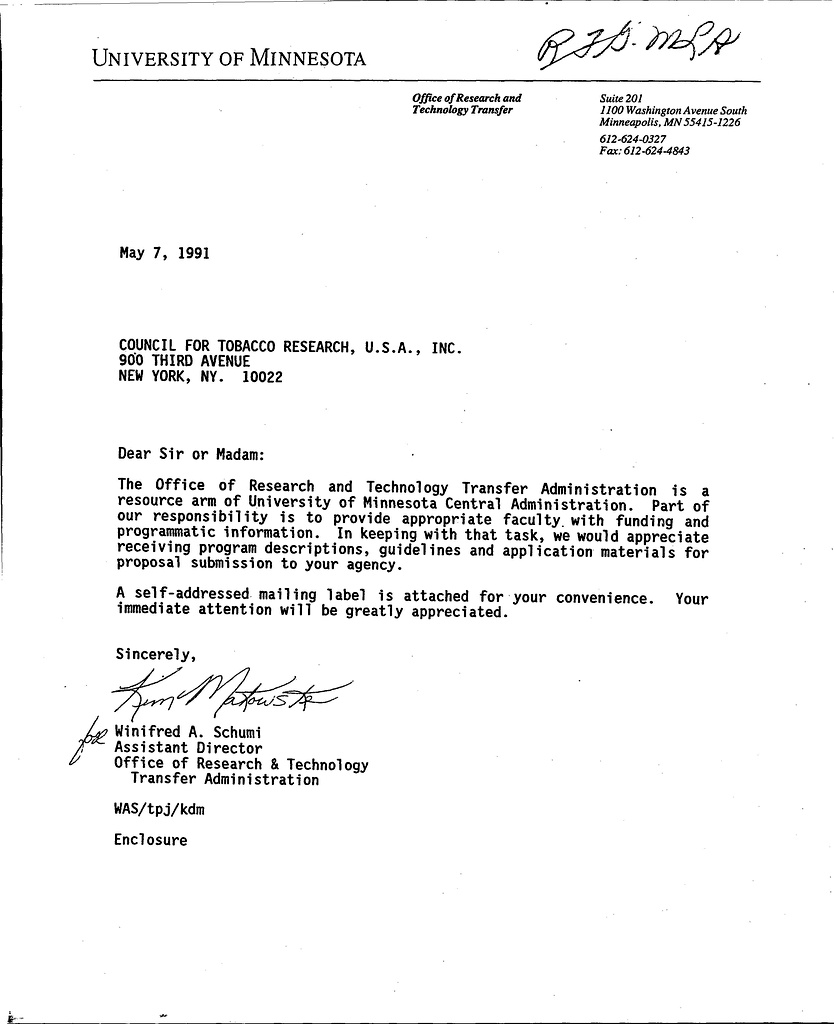 UNIVERSITY OF MINNESOTA
Office of Research and
Technology Transfer
Suite 201
1100 Washington Avenue South
Minneapolis, MN 55415-1226
612-624-0327
Fax: 612-624-4843
May 7, 1991
COUNCIL FOR TOBACCO RESEARCH, U.S.A., INC.
900 THIRD AVENUE
NEW YORK, NY. 10022
Dear Sir or Madam:
The Office of Research and Technology Transfer Administration is a
resource arm of University of Minnesota Central Administration. Part of
our responsibility is to provide appropriate faculty with funding and
programmatic information. In keeping with that task, we would appreciate
receiving program descriptions, guidelines and application materials for
proposal submission to your agency.
A self-addressed mailing label is attached for your convenience. Your
immediate attention will be greatly appreciated.
Sincerely,
Kim
for Winifred A. Schumi
Assistant Director
Office of Research & Technology
Transfer Administration
WAS/tpj/kdm
Enclosure